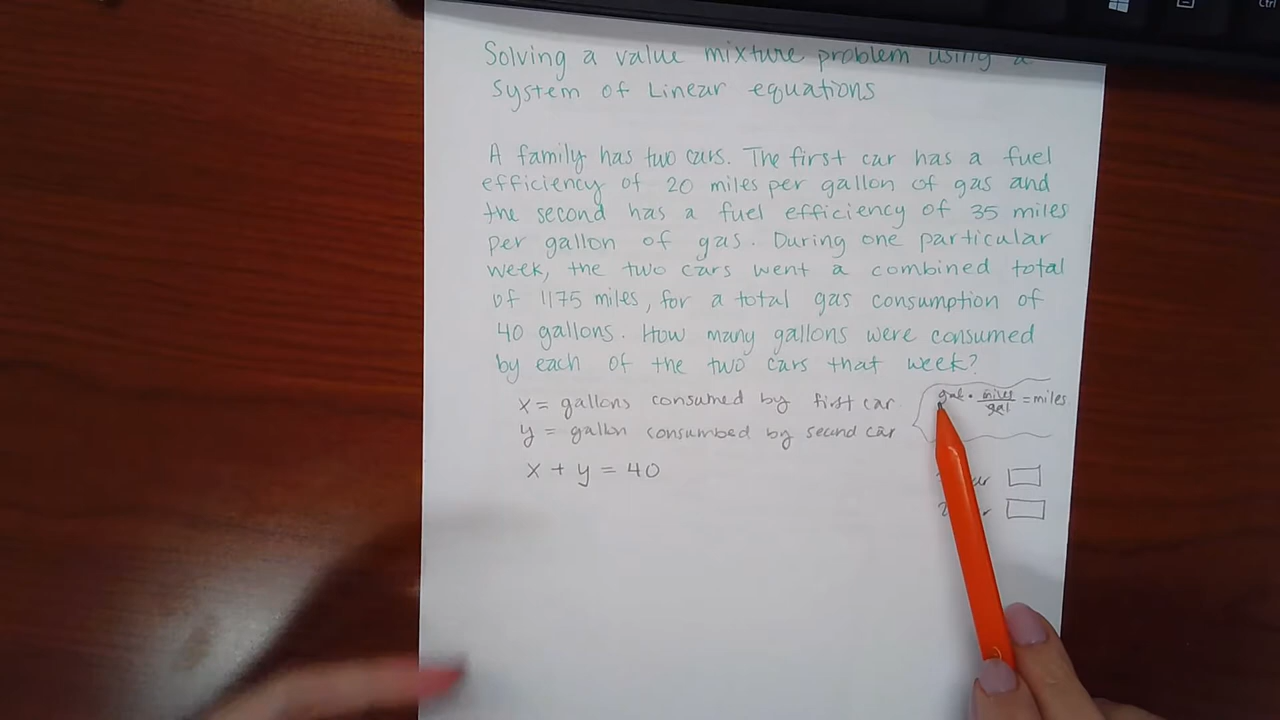 Ctrl
Solving a value mixture problem using a
System of Linear equations
A family has two cars. The first car has a fuel
efficiency of 20 miles per gallon of gas and
the second has a fuel efficiency of 35 miles
per gallon of gas. During one particular
week, the two cars went a combined total
of 1175 miles, for a total gas consumption of
40 gallons. How many gallons were consumed
by each of the two cars that week?
x = gallons consumed by first car
y = gallon consumbed by second car
gal · miles/gal = miles
x + y = 40